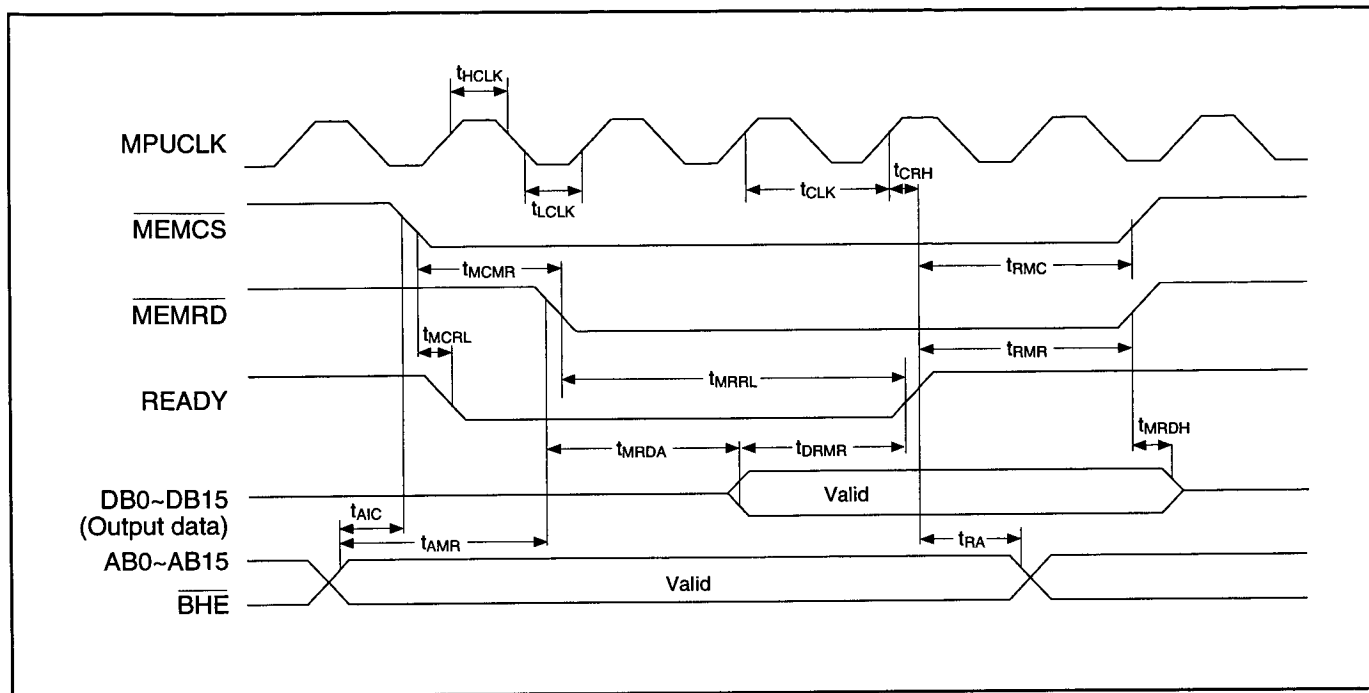 tHCLK
MPUCLK
tCRH
tCLK
tLCLK
MEMCS
tMCMR
tRMC
MEMRD
tMCRL
tRMR
tMRRL
READY
tMRDH
tMRDA
tDRMR
DB0~DB15
Valid
(Output data)
tAIC
tAMR
tRA
AB0~AB15
Valid
BHE